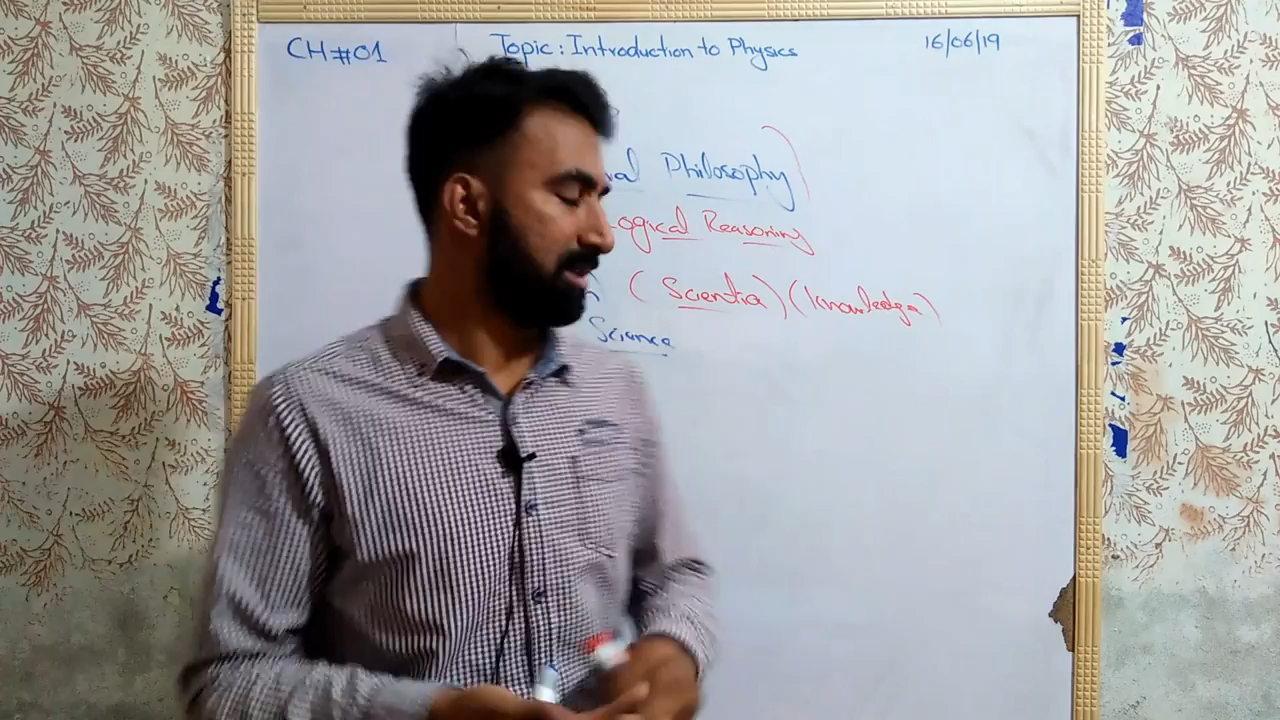 CH#01 Topic: Introduction to Physics 16/06/19
Philosophy
Reasoning
(Scientia) (knowledge)
Science